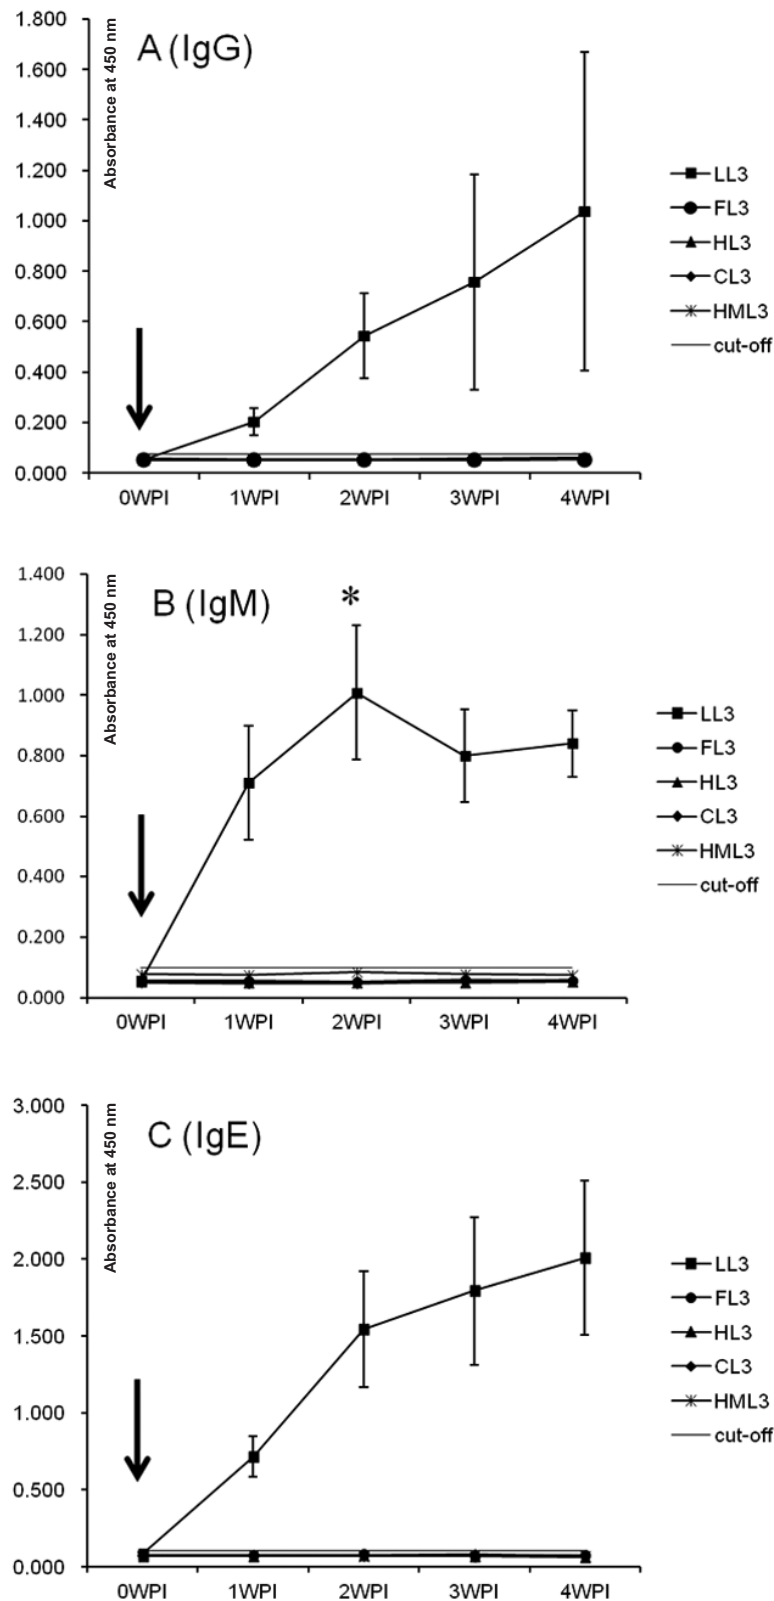 A (IgG)
Absorbance at 450 nm
1.800
1.600
1.400
1.200
1.000
0.800
0.600
0.400
0.200
0.000
0WPI 1WPI 2WPI 3WPI 4WPI
LL3
FL3
HL3
CL3
HML3
cut-off
B (IgM)
*
Absorbance at 450 nm
1.400
1.200
1.000
0.800
0.600
0.400
0.200
0.000
0WPI 1WPI 2WPI 3WPI 4WPI
LL3
FL3
HL3
CL3
HML3
cut-off
C (IgE)
Absorbance at 450 nm
3.000
2.500
2.000
1.500
1.000
0.500
0.000
0WPI 1WPI 2WPI 3WPI 4WPI
LL3
FL3
HL3
CL3
HML3
cut-off